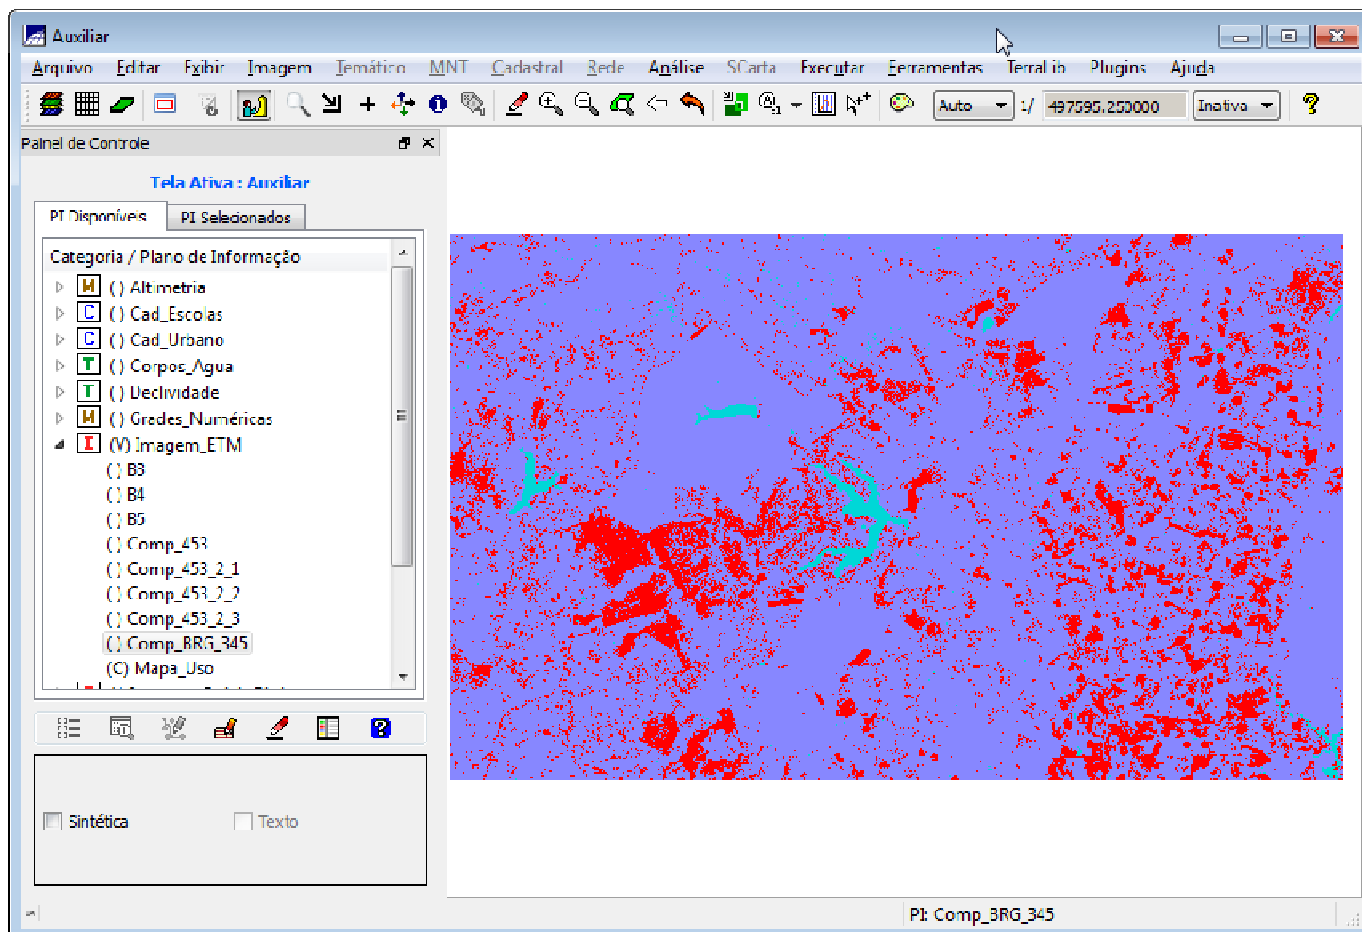 Auxiliar
Arquivo Editar Exibir Imagem Temático MNT Cadastral Rede Análise SCarta Executar Ferramentas TerraLib Plugins Ajuda
Auto 1/ 497595.250000 Inativa
Painel de Controle
Tela Ativa : Auxiliar
PI Disponíveis PI Selecionados
Categoria / Plano de Informação
M () Altimetria
C () Cad_Escolas
C () Cad_Urbano
T () Corpos_Agua
T () Declividade
M () Grades_Numéricas
I (V) Imagem_ETM
() B3
() B4
() B5
() Comp_453
() Comp_453_2_1
() Comp_453_2_2
() Comp_453_2_3
() Comp_BRG_345
(C) Mapa_Uso
Sintética Texto
PI: Comp_BRG_345